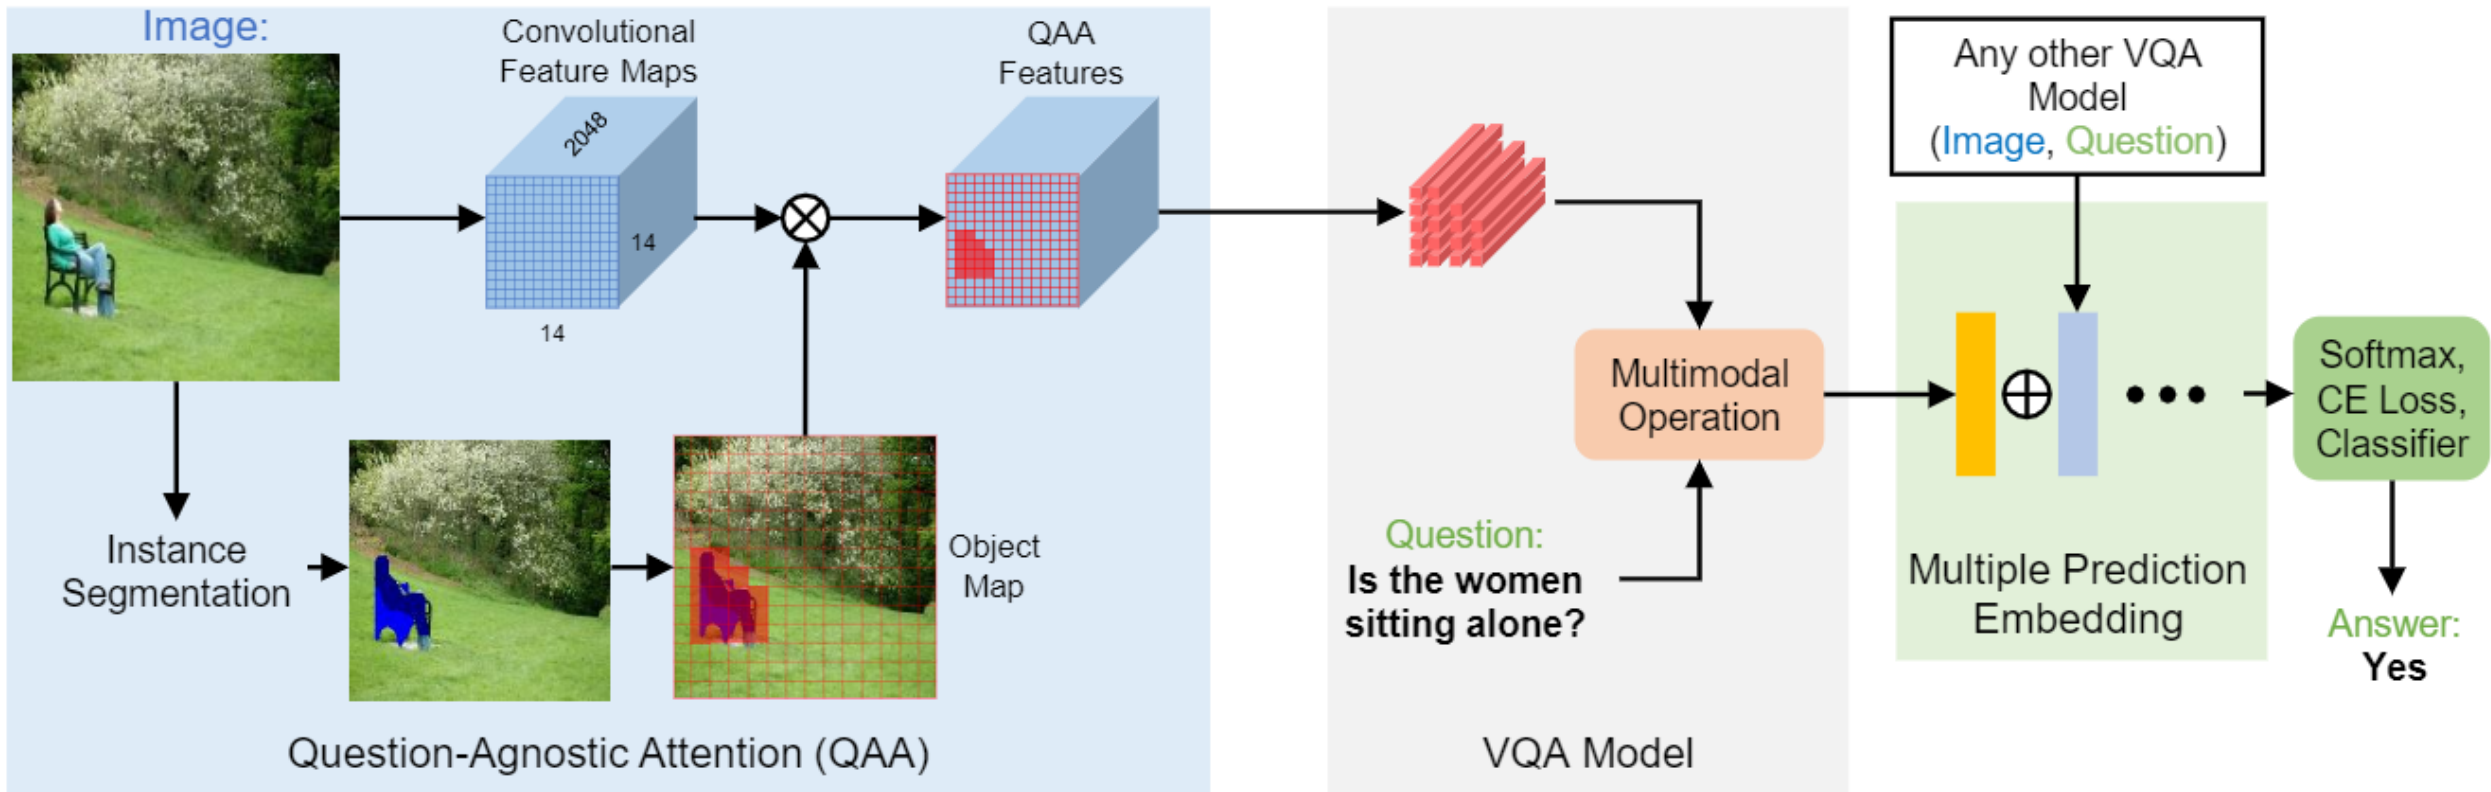 Image:
Convolutional
Feature Maps
2048
14
14
QAA
Features
Instance
Segmentation
Object
Map
Question-Agnostic Attention (QAA)
Multimodal
Operation
Question:
Is the women
sitting alone?
VQA Model
Any other VQA
Model
(Image, Question)
Multiple Prediction
Embedding
Softmax,
CE Loss,
Classifier
Answer:
Yes